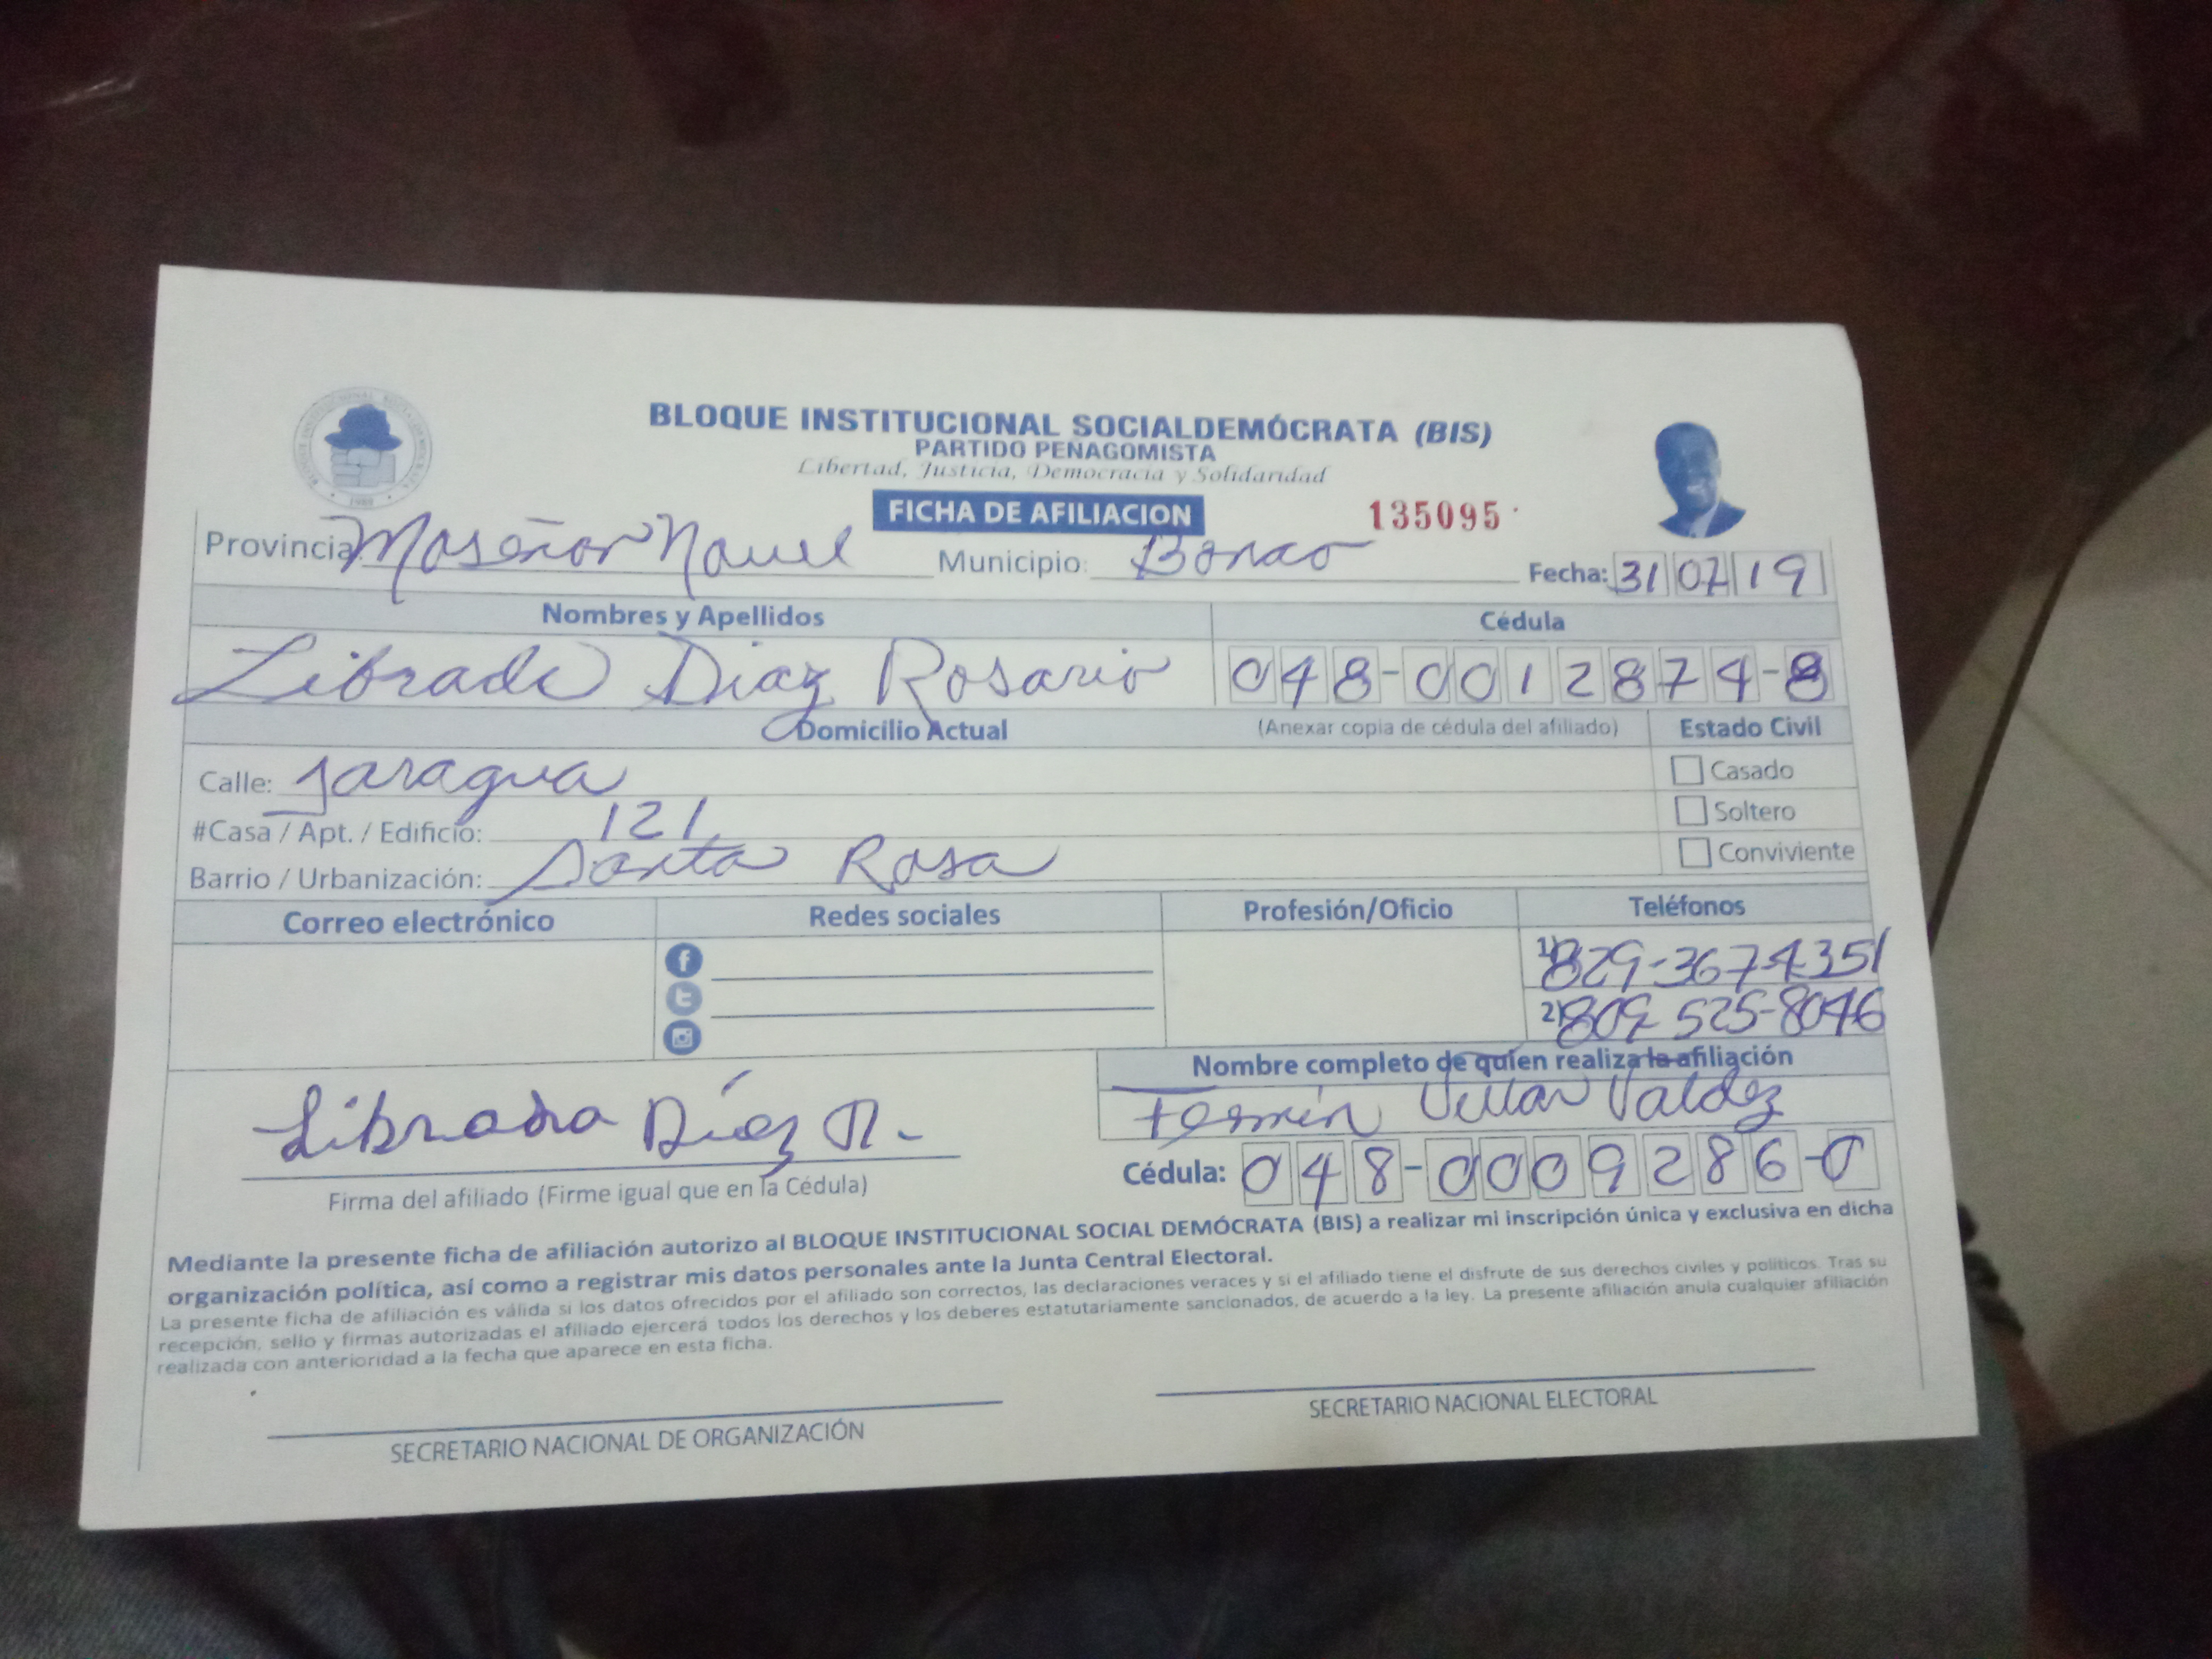 BLOQUE INSTITUCIONAL SOCIALDEMÓCRATA (BIS)
PARTIDO PEÑAGOMISTA
Libertad, Justicia, Democracia y Solidaridad
FICHA DE AFILIACION 135095
Provincia: Moseñor Nouel Municipio: Bonao Fecha: 31 07 19
Nombres y Apellidos Cédula
Librada Diaz Rosario 048-0012874-8
Domicilio Actual (Anexar copia de cédula del afiliado) Estado Civil
Calle: Jaragua Casado
#Casa / Apt. / Edificio: 121 Soltero
Barrio / Urbanización: Santa Rosa Conviviente
Correo electrónico Redes sociales Profesión/Oficio Teléfonos
1) 829-367-4351
2) 809-525-8046
Nombre completo de quien realiza la afiliación
Librada Díaz R. Fermín Villar Valdez
Firma del afiliado (Firme igual que en la Cédula) Cédula: 048-0009286-0
Mediante la presente ficha de afiliación autorizo al BLOQUE INSTITUCIONAL SOCIAL DEMÓCRATA (BIS) a realizar mi inscripción única y exclusiva en dicha
organización política, así como a registrar mis datos personales ante la Junta Central Electoral.
La presente ficha de afiliación es válida si los datos ofrecidos por el afiliado son correctos, las declaraciones veraces y si el afiliado tiene el disfrute de sus derechos civiles y políticos. Tras su
recepción, sello y firmas autorizadas el afiliado ejercerá todos los derechos y los deberes estatutariamente sancionados, de acuerdo a la ley. La presente afiliación anula cualquier afiliación
realizada con anterioridad a la fecha que aparece en esta ficha.
SECRETARIO NACIONAL DE ORGANIZACIÓN SECRETARIO NACIONAL ELECTORAL